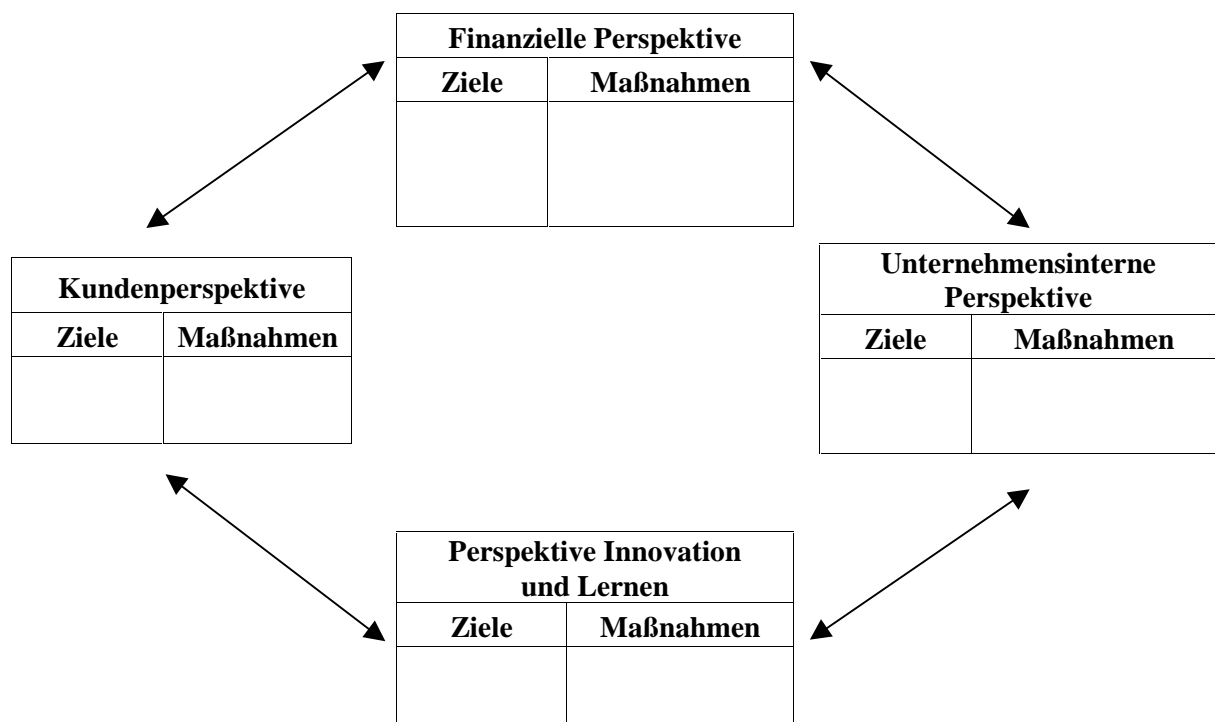 Finanzielle Perspektive
Ziele Maßnahmen
Kundenperspektive
Ziele Maßnahmen
Unternehmensinterne
Perspektive
Ziele Maßnahmen
Perspektive Innovation
und Lernen
Ziele Maßnahmen